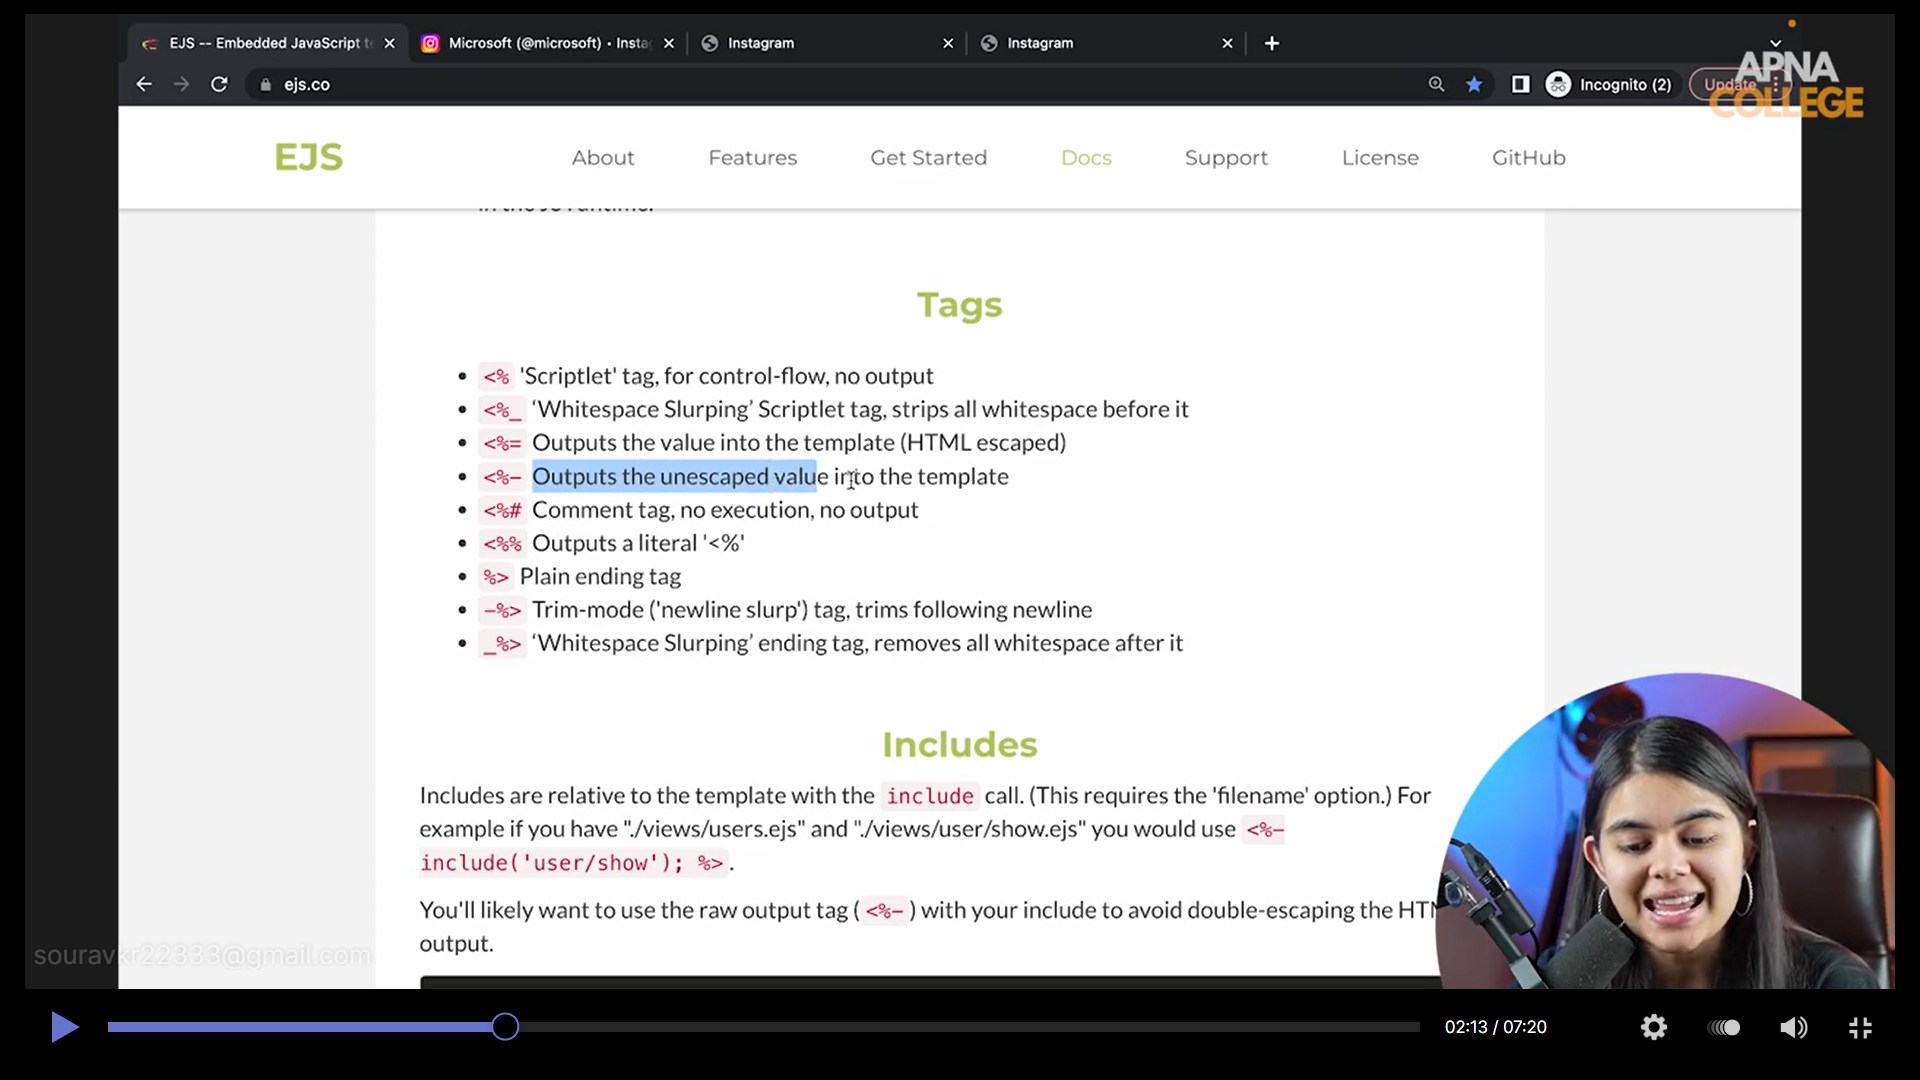 EJS -- Embedded JavaScript te
Microsoft (@microsoft) • Insta
Instagram
Instagram
ejs.co
Incognito (2)
Update
APNA
COLLEGE
EJS
About
Features
Get Started
Docs
Support
License
GitHub
in the JS runtime.
Tags
• <% 'Scriptlet' tag, for control-flow, no output
• <%_ ‘Whitespace Slurping’ Scriptlet tag, strips all whitespace before it
• <%= Outputs the value into the template (HTML escaped)
• <%- Outputs the unescaped value into the template
• <%# Comment tag, no execution, no output
• <%% Outputs a literal '<%'
• %> Plain ending tag
• -%> Trim-mode ('newline slurp') tag, trims following newline
• _%> ‘Whitespace Slurping’ ending tag, removes all whitespace after it
Includes
Includes are relative to the template with the include call. (This requires the 'filename' option.) For
example if you have "./views/users.ejs" and "./views/user/show.ejs" you would use <%-
include('user/show'); %>.
You'll likely want to use the raw output tag (<%-) with your include to avoid double-escaping the HTM
output.
souravkr22333@gmail.com
02:13 / 07:20